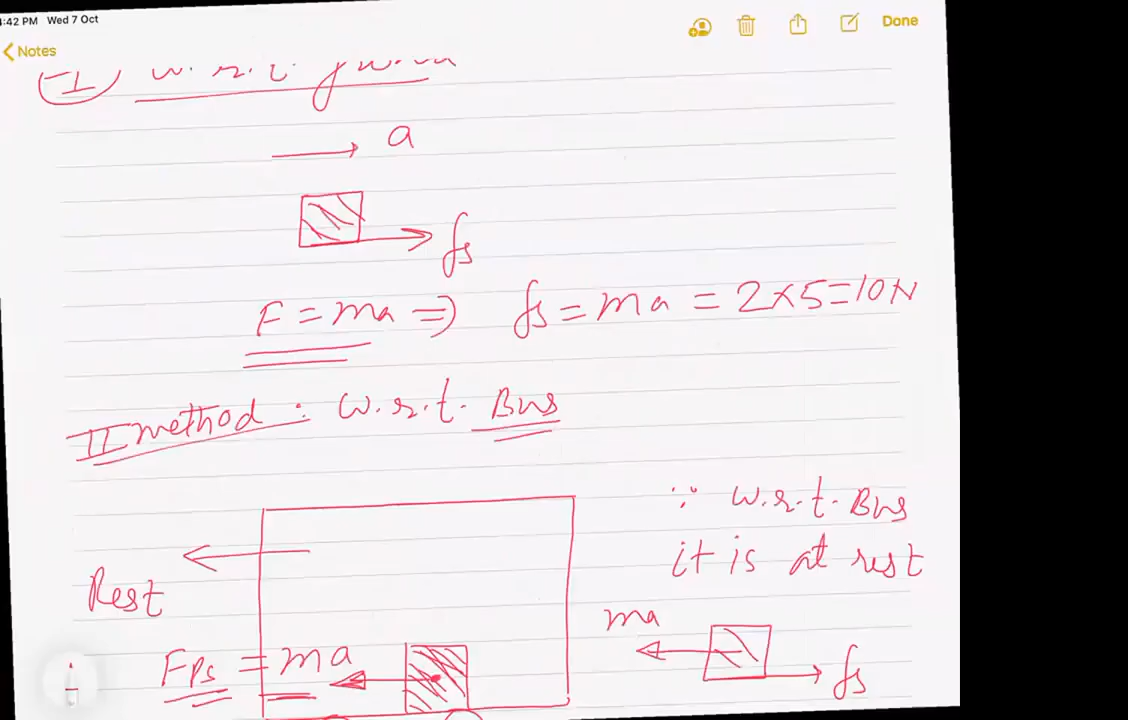 :42 PM Wed 7 Oct
Done
Notes
I w.r.t.
a
fs
F = ma ⇒ fs = ma = 2×5=10N
II method : w.r.t. Bus
∵ w.r.t. Bus
it is at rest
Rest
ma
FPs = ma
fs